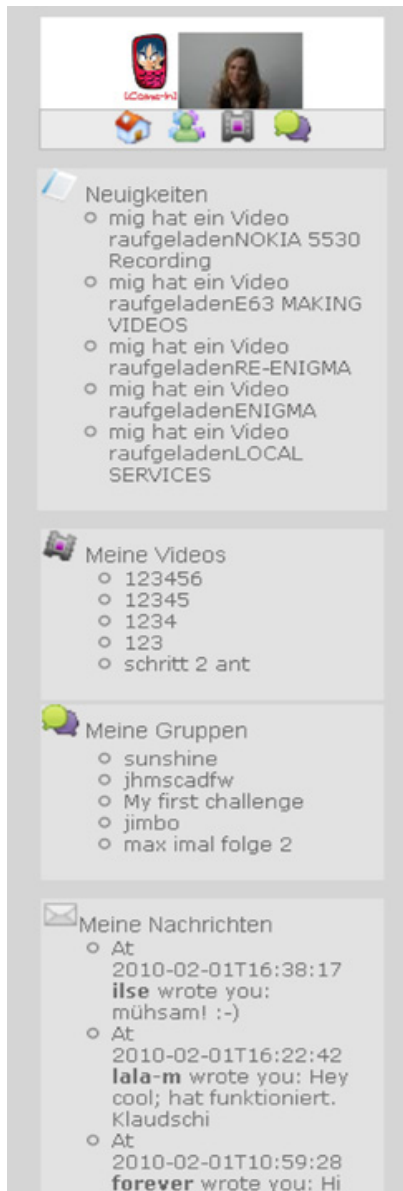 [Come-In]
Neuigkeiten
mig hat ein Video
raufgeladenNOKIA 5530
Recording
mig hat ein Video
raufgeladenE63 MAKING
VIDEOS
mig hat ein Video
raufgeladenRE-ENIGMA
mig hat ein Video
raufgeladenENIGMA
mig hat ein Video
raufgeladenLOCAL
SERVICES
Meine Videos
123456
12345
1234
123
schritt 2 ant
Meine Gruppen
sunshine
jhmscadfw
My first challenge
jimbo
max imal folge 2
Meine Nachrichten
At
2010-02-01T16:38:17
ilse wrote you:
mühsam! :-)
At
2010-02-01T16:22:42
lala-m wrote you: Hey
cool; hat funktioniert.
Klaudschi
At
2010-02-01T10:59:28
forever wrote you: Hi